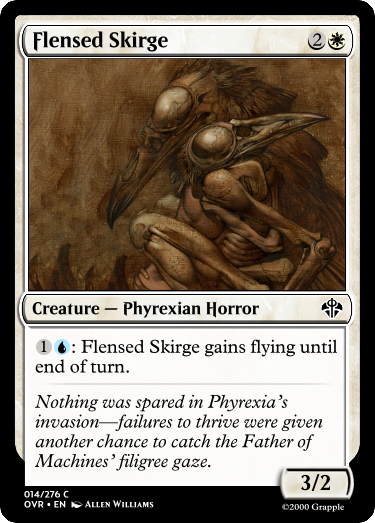 Flensed Skirge 2
Creature — Phyrexian Horror
1: Flensed Skirge gains flying until
end of turn.
Nothing was spared in Phyrexia's
invasion—failures to thrive were given
another chance to catch the Father of
Machines' filigree gaze.
3/2
014/276 C
OVR • EN Allen Williams
©2000 Grapple